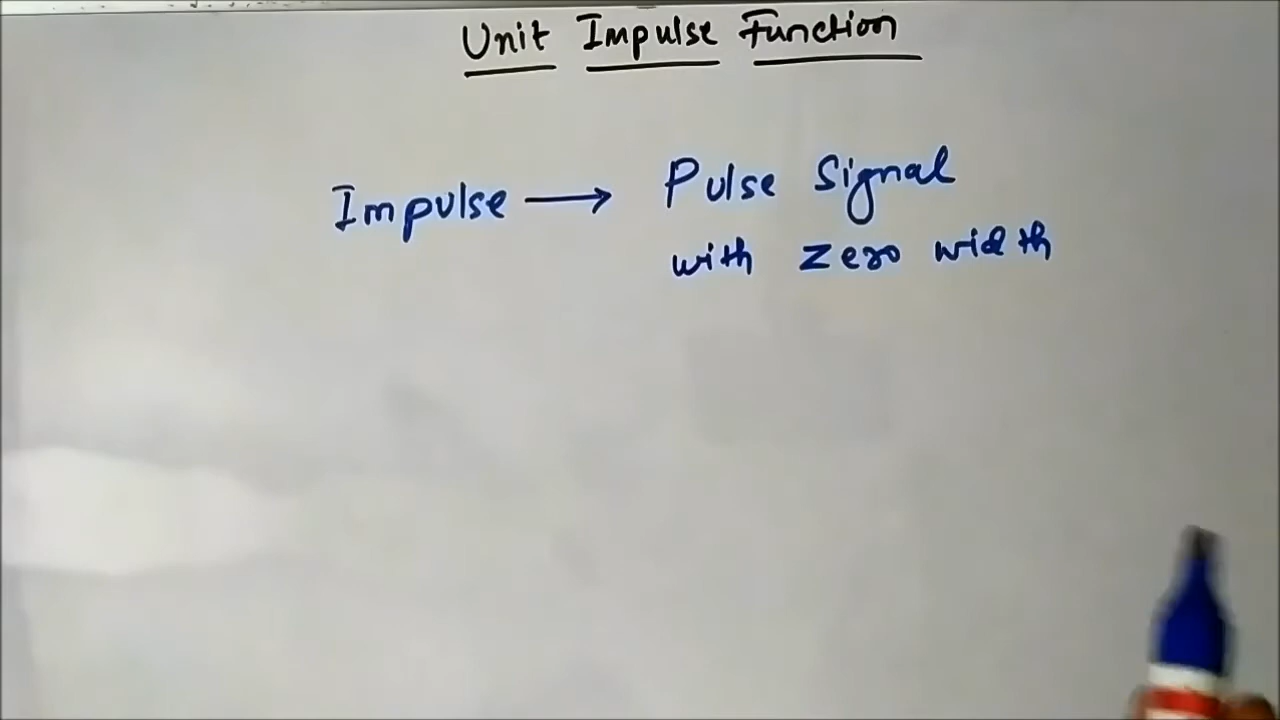 Unit Impulse Function
Impulse → Pulse Signal
with zero width